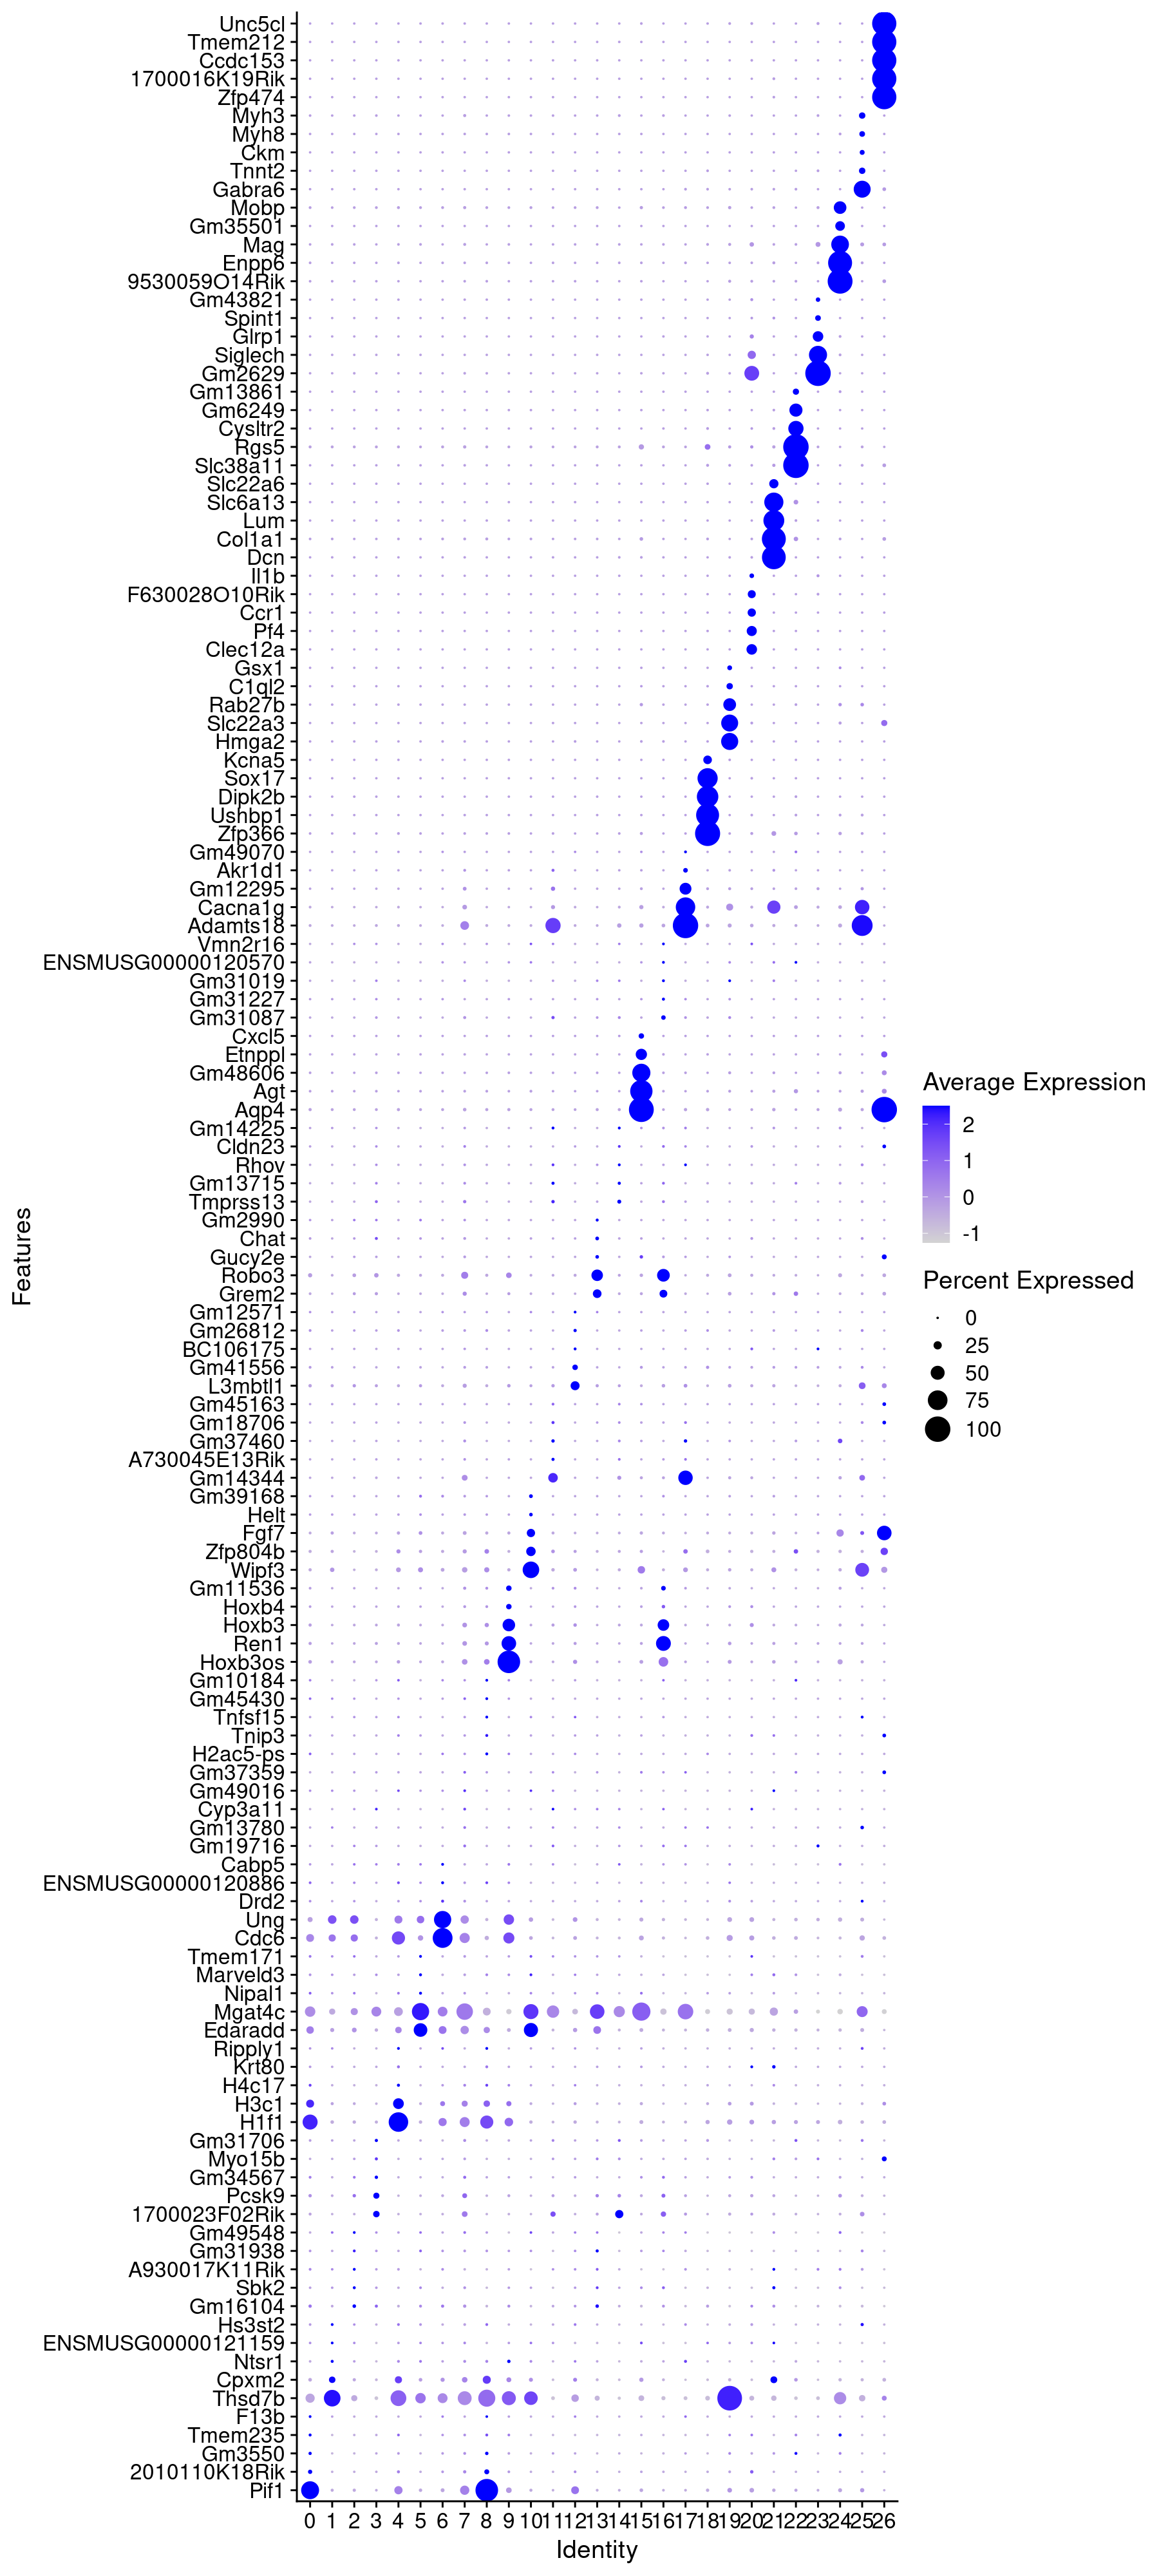 Features
Unc5cl
Tmem212
Ccdc153
1700016K19Rik
Zfp474
Myh3
Myh8
Ckm
Tnnt2
Gabra6
Mobp
Gm35501
Mag
Enpp6
9530059O14Rik
Gm43821
Spint1
Glrp1
Siglech
Gm2629
Gm13861
Gm6249
Cysltr2
Rgs5
Slc38a11
Slc22a6
Slc6a13
Lum
Col1a1
Dcn
Il1b
F630028O10Rik
Ccr1
Pf4
Clec12a
Gsx1
C1ql2
Rab27b
Slc22a3
Hmga2
Kcna5
Sox17
Dipk2b
Ushbp1
Zfp366
Gm49070
Akr1d1
Gm12295
Cacna1g
Adamts18
Vmn2r16
ENSMUSG00000120570
Gm31019
Gm31227
Gm31087
Cxcl5
Etnppl
Gm48606
Agt
Aqp4
Gm14225
Cldn23
Rhov
Gm13715
Tmprss13
Gm2990
Chat
Gucy2e
Robo3
Grem2
Gm12571
Gm26812
BC106175
Gm41556
L3mbtl1
Gm45163
Gm18706
Gm37460
A730045E13Rik
Gm14344
Gm39168
Helt
Fgf7
Zfp804b
Wipf3
Gm11536
Hoxb4
Hoxb3
Ren1
Hoxb3os
Gm10184
Gm45430
Tnfsf15
Tnip3
H2ac5-ps
Gm37359
Gm49016
Cyp3a11
Gm13780
Gm19716
Cabp5
ENSMUSG00000120886
Drd2
Ung
Cdc6
Tmem171
Marveld3
Nipal1
Mgat4c
Edaradd
Ripply1
Krt80
H4c17
H3c1
H1f1
Gm31706
Myo15b
Gm34567
Pcsk9
1700023F02Rik
Gm49548
Gm31938
A930017K11Rik
Sbk2
Gm16104
Hs3st2
ENSMUSG00000121159
Ntsr1
Cpxm2
Thsd7b
F13b
Tmem235
Gm3550
2010110K18Rik
Pif1
0 1 2 3 4 5 6 7 8 9 10 11 12 13 14 15 16 17 18 19 20 21 22 23 24 25 26
Identity
Average Expression
2
1
0
-1
Percent Expressed
0
25
50
75
100